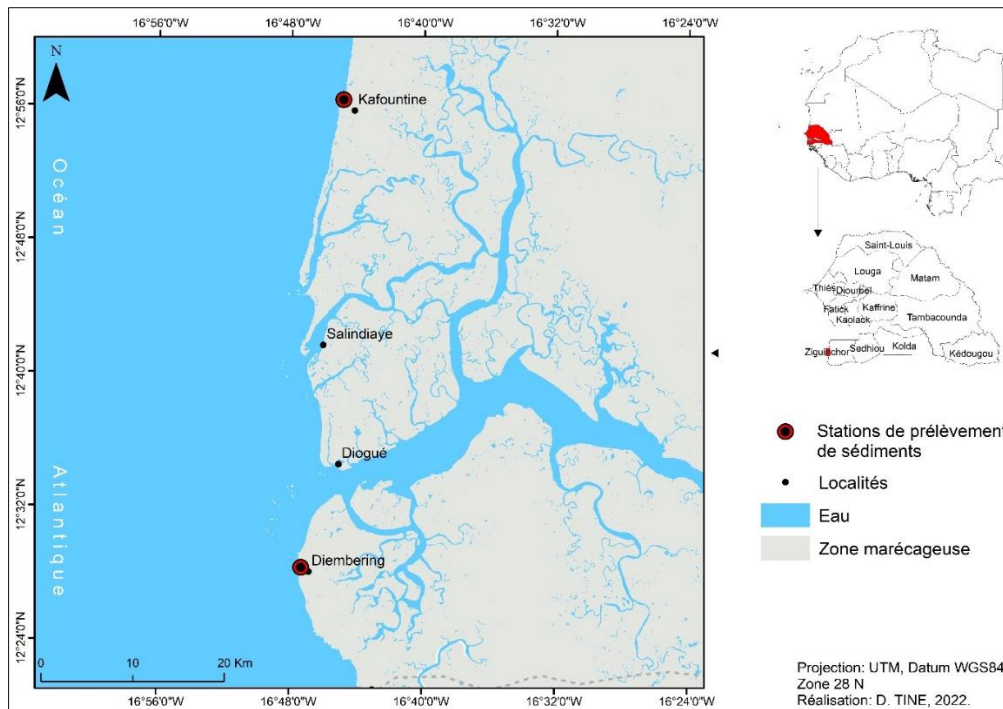 16°56'0"W 16°48'0"W 16°40'0"W 16°32'0"W 16°24'0"W
N
12°56'0"N
12°48'0"N
12°40'0"N
12°32'0"N
12°24'0"N
Océan
Atlantique
Kafountine
Salindiaye
Diogué
Diembering
0 10 20 Km
16°56'0"W 16°48'0"W 16°40'0"W 16°32'0"W 16°24'0"W
Saint-Louis
Louga
Matam
Thiès
Diourbel
Fatick
Kaffrine
Kaolack
Tambacounda
Ziguinchor
Sédhiou
Kolda
Kédougou
Stations de prélèvement
de sédiments
Localités
Eau
Zone marécageuse
Projection: UTM, Datum WGS84
Zone 28 N
Réalisation: D. TINE, 2022.